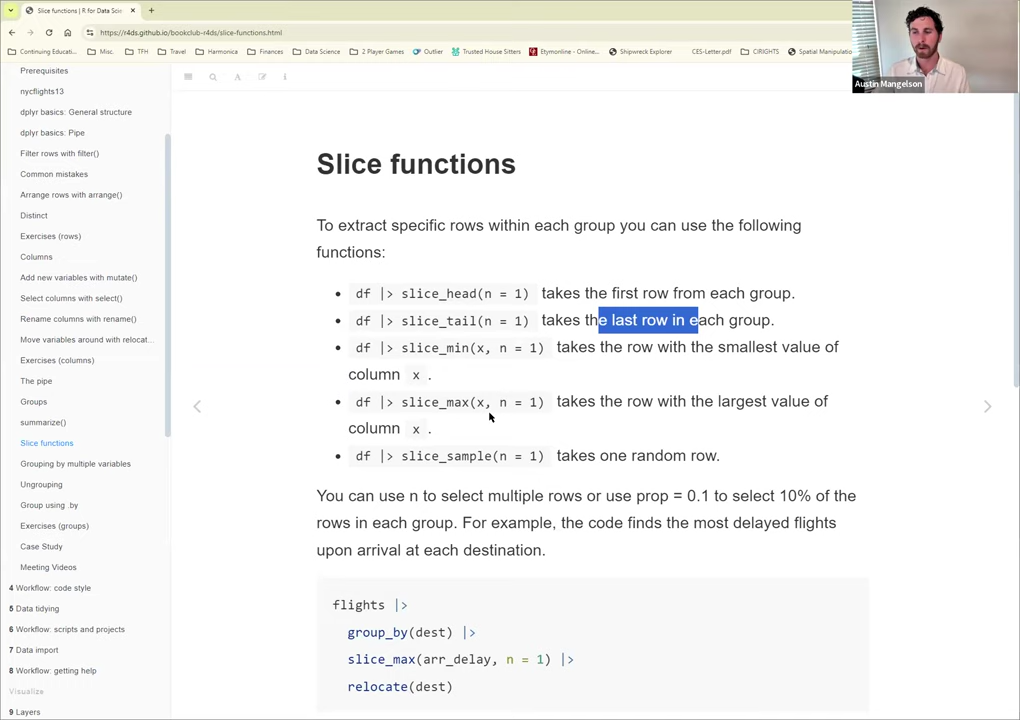 Slice functions | R for Data Scie
https://r4ds.github.io/bookclub-r4ds/slice-functions.html
Continuing Educati... Misc. TFH Travel Harmonica Finances Data Science 2 Player Games Outlier Trusted House Sitters Etymonline - Online... Shipwreck Explorer CES-Letter.pdf CIRIGHTS Spatial Manipulatio
Austin Mangelson
Prerequisites
nycflights13
dplyr basics: General structure
dplyr basics: Pipe
Filter rows with filter()
Common mistakes
Arrange rows with arrange()
Distinct
Exercises (rows)
Columns
Add new variables with mutate()
Select columns with select()
Rename columns with rename()
Move variables around with relocat...
Exercises (columns)
The pipe
Groups
summarize()
Slice functions
Grouping by multiple variables
Ungrouping
Group using .by
Exercises (groups)
Case Study
Meeting Videos
4 Workflow: code style
5 Data tidying
6 Workflow: scripts and projects
7 Data import
8 Workflow: getting help
Visualize
9 Layers
Slice functions
To extract specific rows within each group you can use the following
functions:
• df |> slice_head(n = 1) takes the first row from each group.
• df |> slice_tail(n = 1) takes the last row in each group.
• df |> slice_min(x, n = 1) takes the row with the smallest value of
column x .
• df |> slice_max(x, n = 1) takes the row with the largest value of
column x .
• df |> slice_sample(n = 1) takes one random row.
You can use n to select multiple rows or use prop = 0.1 to select 10% of the
rows in each group. For example, the code finds the most delayed flights
upon arrival at each destination.
flights |>
group_by(dest) |>
slice_max(arr_delay, n = 1) |>
relocate(dest)